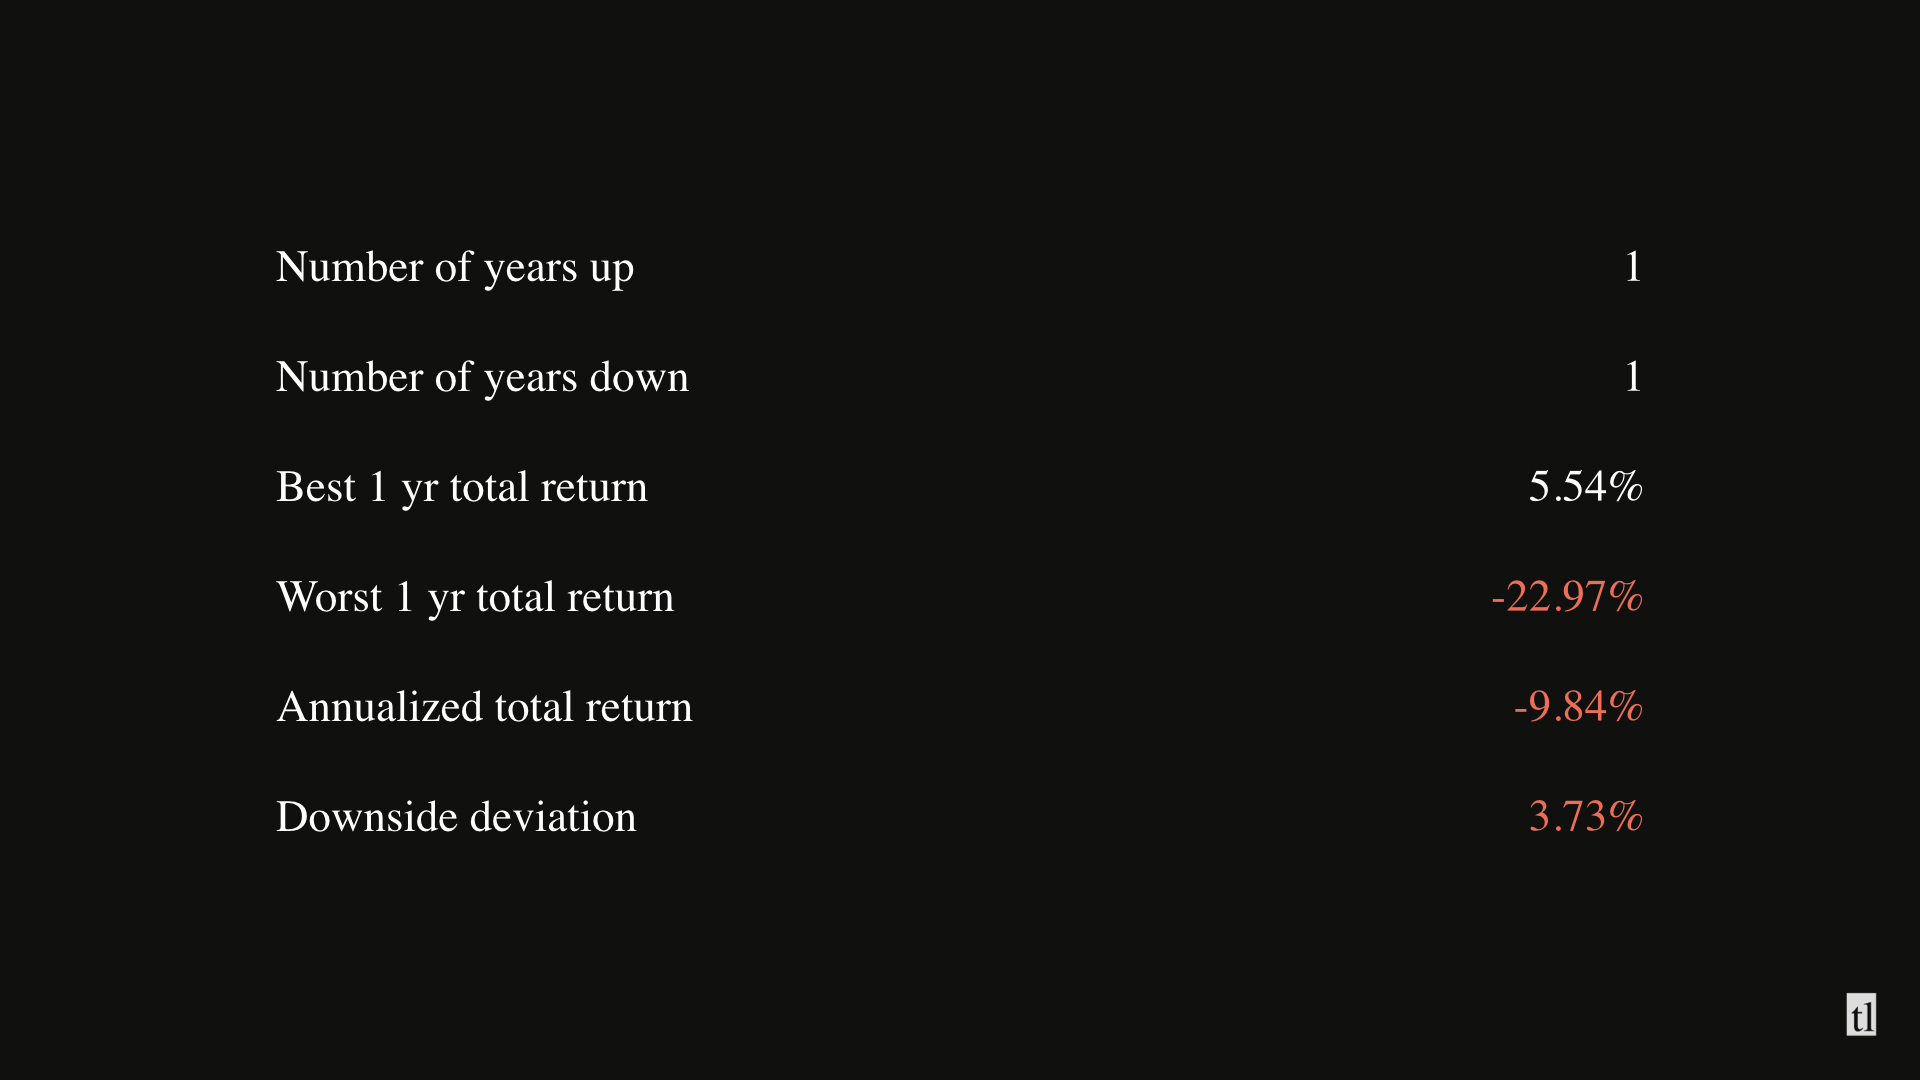 Number of years up 1
Number of years down 1
Best 1 yr total return 5.54%
Worst 1 yr total return -22.97%
Annualized total return -9.84%
Downside deviation 3.73%
tl